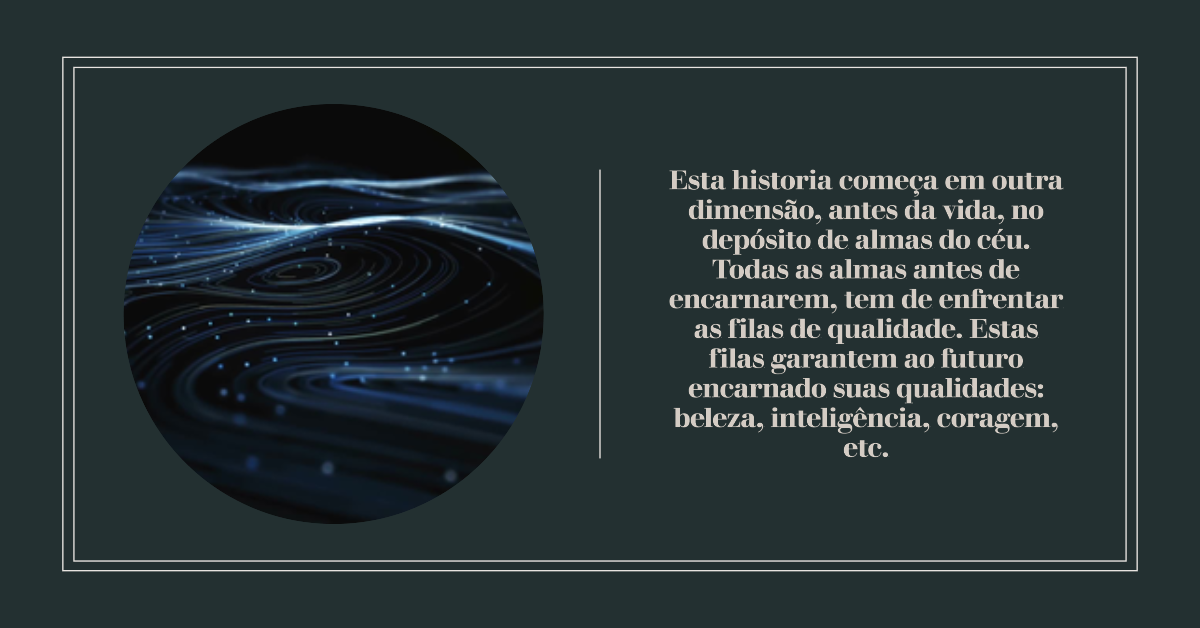 Esta historia começa em outra
dimensão, antes da vida, no
depósito de almas do céu.
Todas as almas antes de
encarnarem, tem de enfrentar
as filas de qualidade. Estas
filas garantem ao futuro
encarnado suas qualidades:
beleza, inteligência, coragem,
etc.